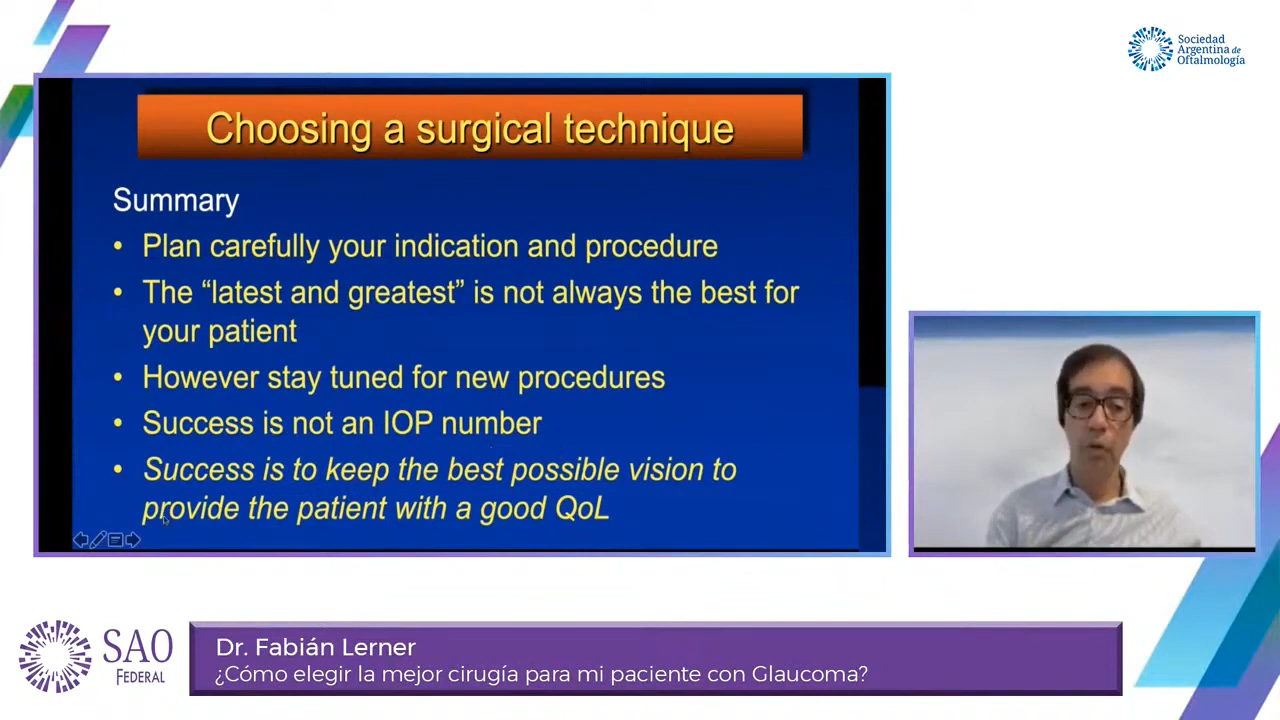 Sociedad
Argentina de
Oftalmología
Choosing a surgical technique
Summary
• Plan carefully your indication and procedure
• The “latest and greatest” is not always the best for
your patient
• However stay tuned for new procedures
• Success is not an IOP number
• Success is to keep the best possible vision to
provide the patient with a good QoL
SAO
FEDERAL
Dr. Fabián Lerner
¿Cómo elegir la mejor cirugía para mi paciente con Glaucoma?